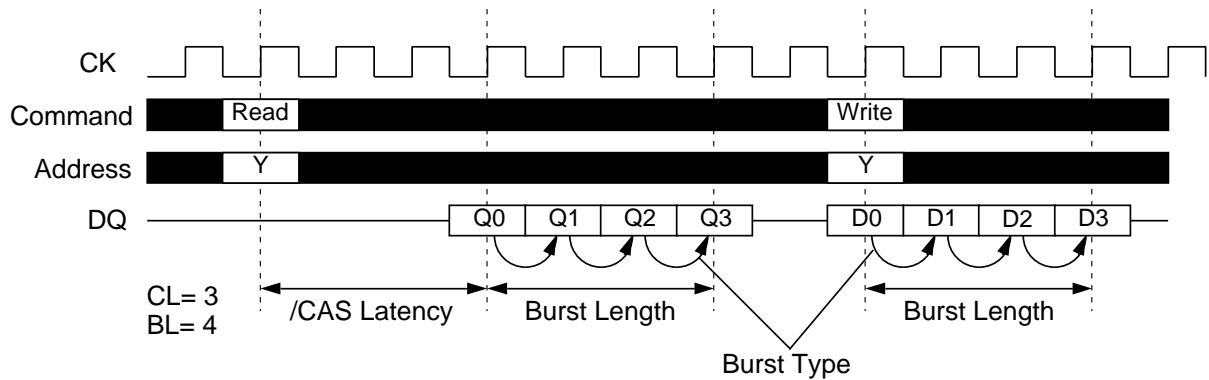 CK
Command Read Write
Address Y Y
DQ Q0 Q1 Q2 Q3 D0 D1 D2 D3
CL= 3 /CAS Latency Burst Length Burst Length
BL= 4
Burst Type